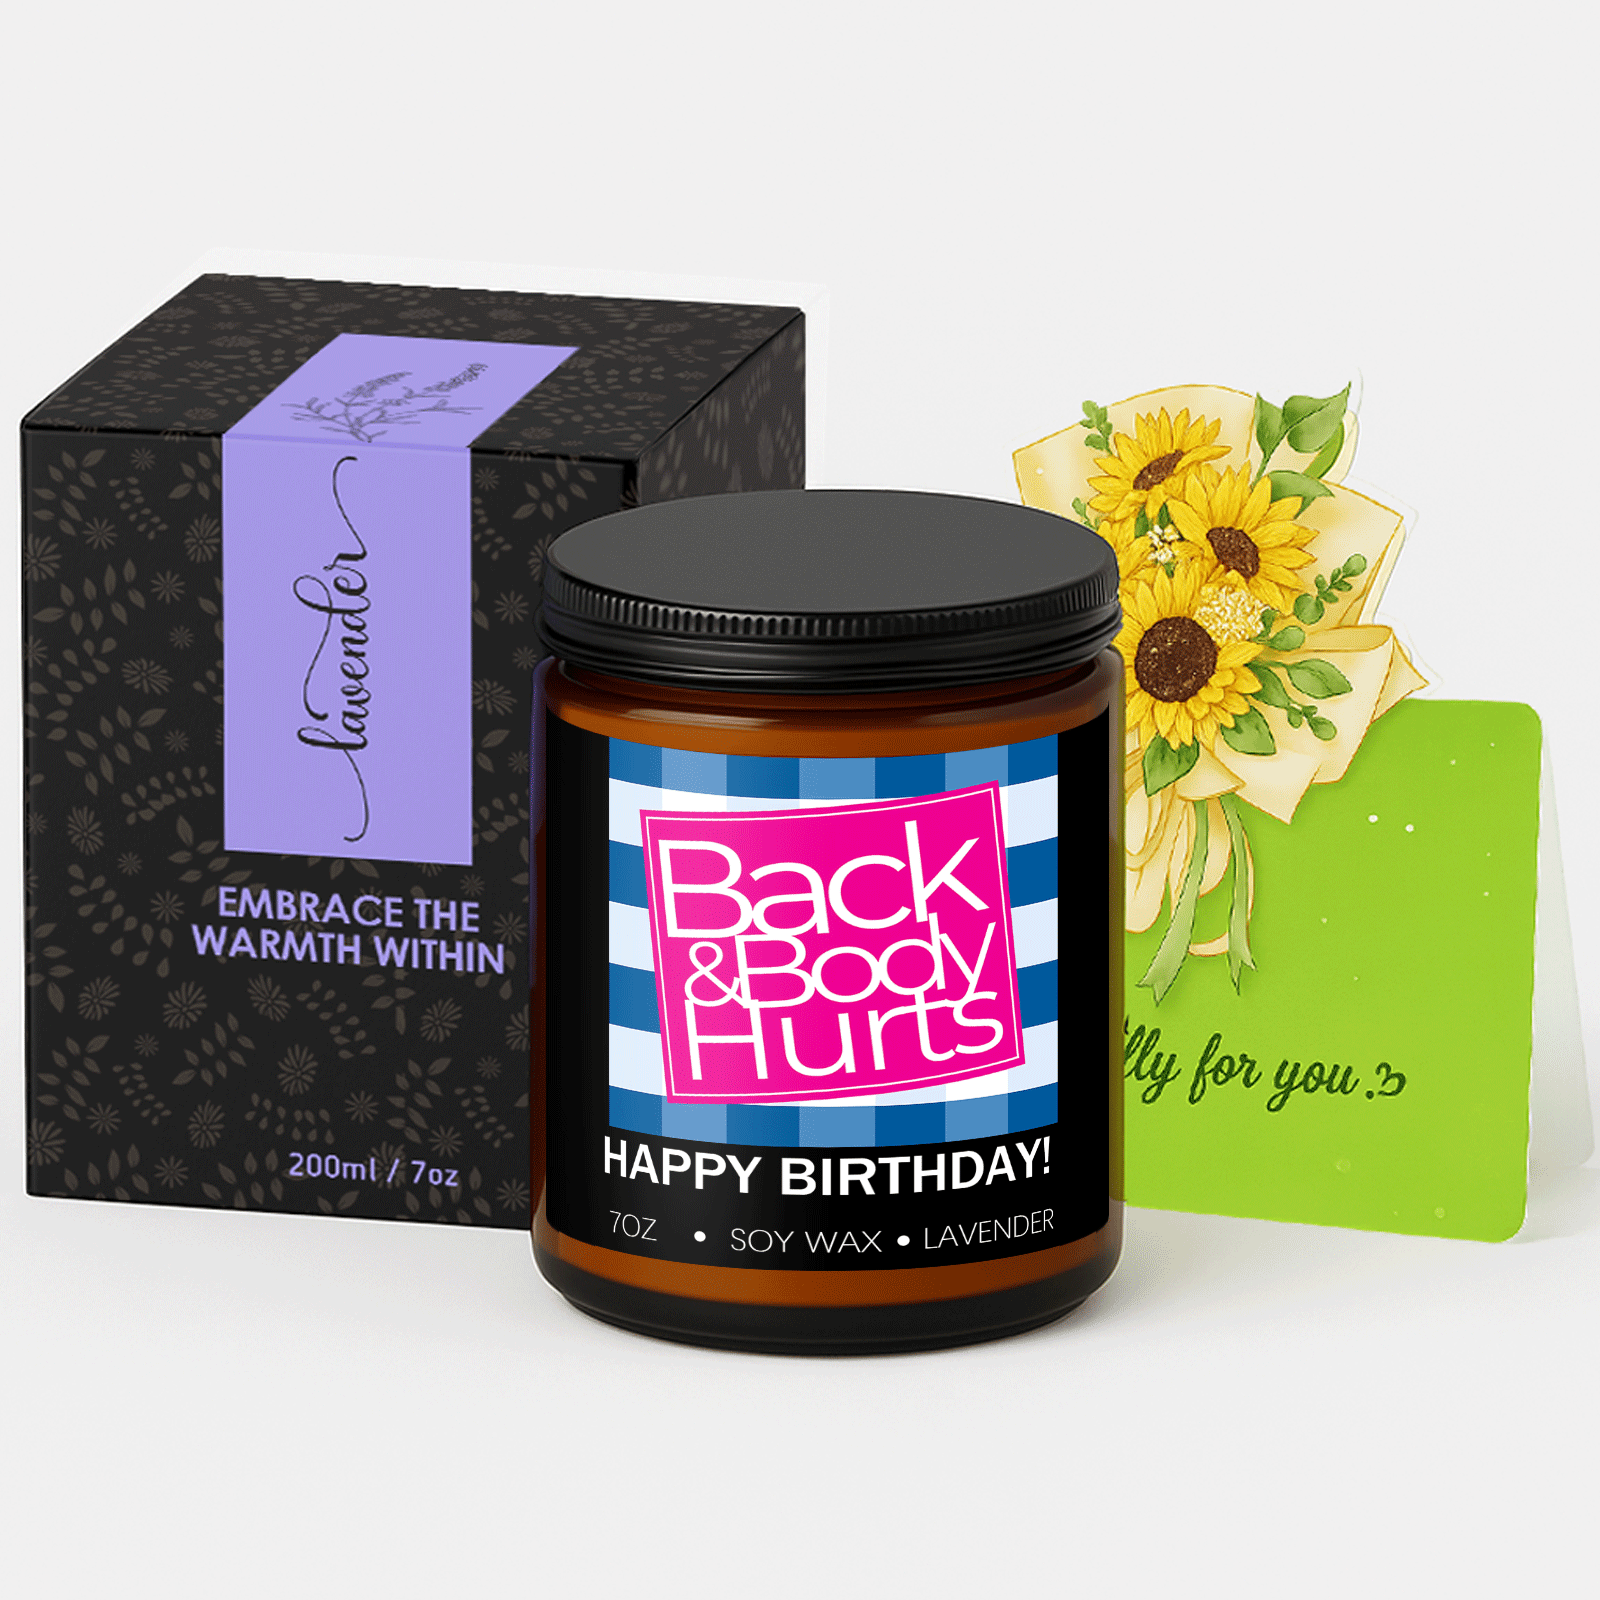 lavender
EMBRACE THE
WARMTH WITHIN
200ml / 7oz
Back
&Body
Hurts
HAPPY BIRTHDAY!
7OZ • SOY WAX • LAVENDER
for you